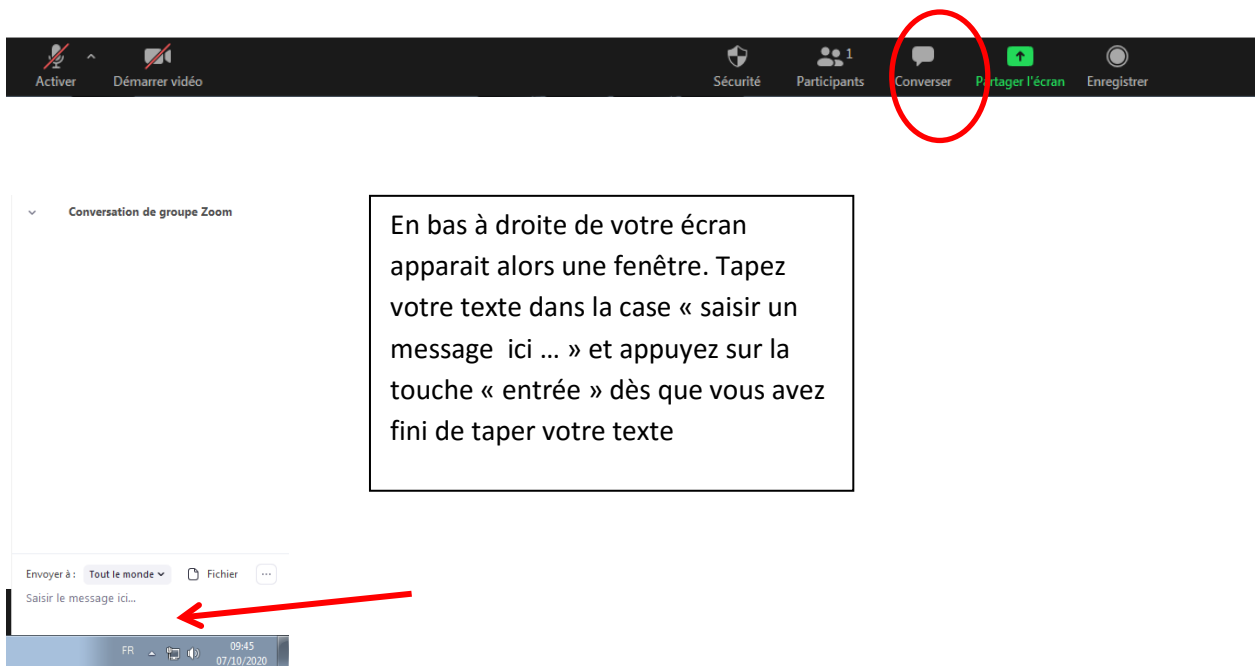 1
Activer Démarrer vidéo Sécurité Participants Converser Partager l'écran Enregistrer
Conversation de groupe Zoom
En bas à droite de votre écran
apparait alors une fenêtre. Tapez
votre texte dans la case « saisir un
message ici ... » et appuyez sur la
touche « entrée » dès que vous avez
fini de taper votre texte
Envoyer à : Tout le monde Fichier ...
Saisir le message ici...
FR 09:45
07/10/2020